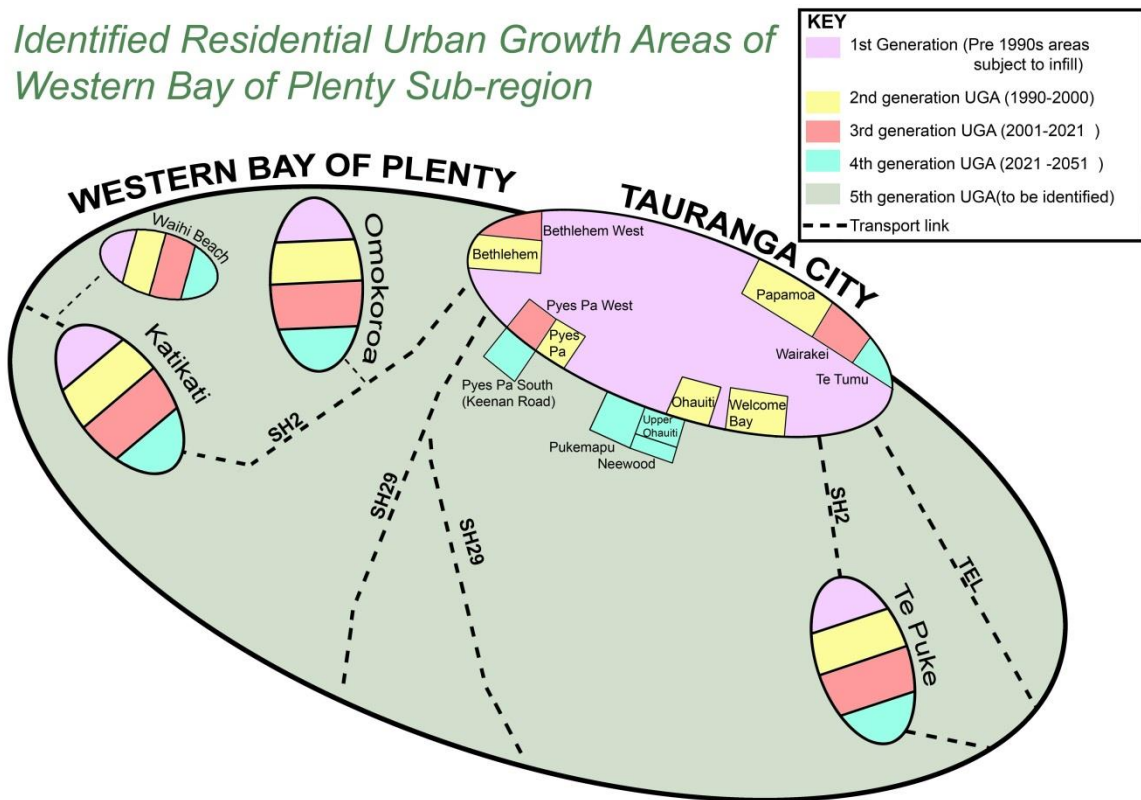 Identified Residential Urban Growth Areas of
Western Bay of Plenty Sub-region
KEY
1st Generation (Pre 1990s areas
subject to infill)
2nd generation UGA (1990-2000)
3rd generation UGA (2001-2021 )
4th generation UGA (2021 -2051 )
5th generation UGA(to be identified)
Transport link
WESTERN BAY OF PLENTY
TAURANGA CITY
Waihi Beach
Omokoroa
Katikati
Bethlehem West
Bethlehem
Papamoa
Wairakei
Te Tumu
Pyes Pa West
Pyes
Pa
Pyes Pa South
(Keenan Road)
Ohauiti
Welcome
Bay
Upper
Ohauiti
Pukemapu
Neewood
SH2
SH29
SH29
SH2
TEL
Te Puke